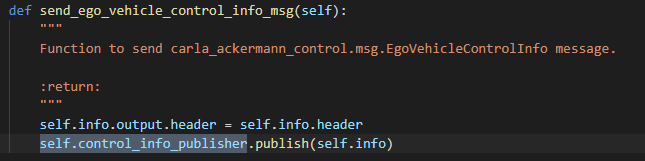 def send_ego_vehicle_control_info_msg(self):
"""
Function to send carla_ackermann_control.msg.EgoVehicleControlInfo message.
:return:
"""
self.info.output.header = self.info.header
self.control_info_publisher.publish(self.info)